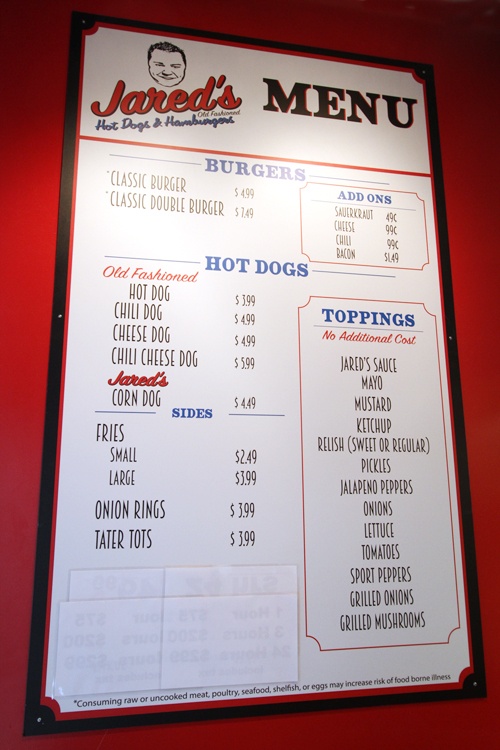 Jared's
Old Fashioned
Hot Dogs & Hamburgers
MENU
BURGERS
*CLASSIC BURGER $4.99
*CLASSIC DOUBLE BURGER $7.49
ADD ONS
SAUERKRAUT 49¢
CHEESE 99¢
CHILI 99¢
BACON $1.49
HOT DOGS
Old Fashioned
HOT DOG $3.99
CHILI DOG $4.99
CHEESE DOG $4.99
CHILI CHEESE DOG $5.99
Jared's
CORN DOG $4.49
SIDES
FRIES
SMALL $2.49
LARGE $3.99
ONION RINGS $3.99
TATER TOTS $3.99
TOPPINGS
No Additional Cost
JARED'S SAUCE
MAYO
MUSTARD
KETCHUP
RELISH (SWEET OR REGULAR)
PICKLES
JALAPENO PEPPERS
ONIONS
LETTUCE
TOMATOES
SPORT PEPPERS
GRILLED ONIONS
GRILLED MUSHROOMS
*Consuming raw or uncooked meat, poultry, seafood, shelfish, or eggs may increase risk of food borne illness